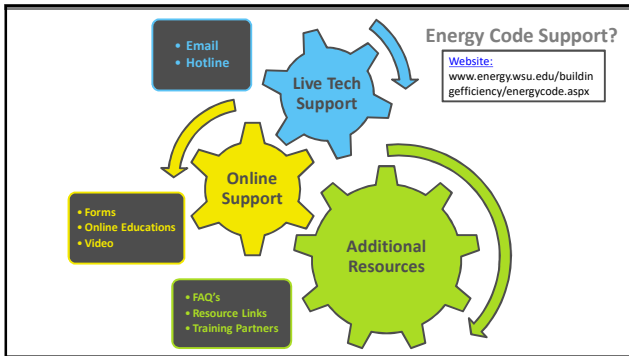 Energy Code Support?
Website:
www.energy.wsu.edu/buildin
gefficiency/energycode.aspx
• Email
• Hotline
Live Tech
Support
Online
Support
• Forms
• Online Educations
• Video
Additional
Resources
• FAQ's
• Resource Links
• Training Partners